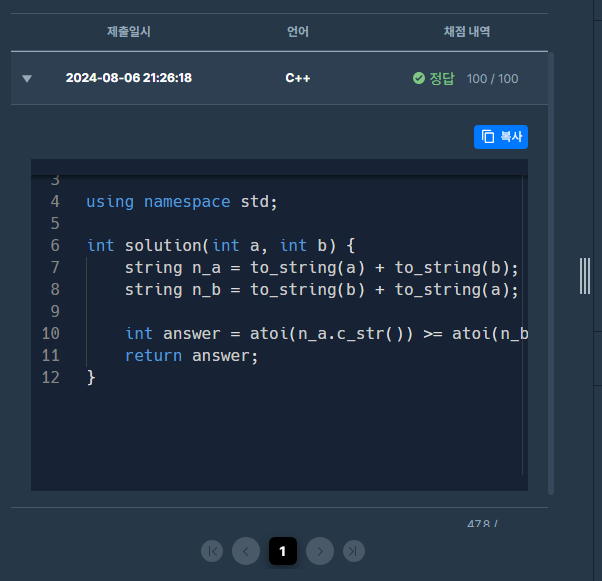 제출일시 언어 채점 내역
2024-08-06 21:26:18 C++ 정답 100 / 100
복사
3
4 using namespace std;
5
6 int solution(int a, int b) {
7 string n_a = to_string(a) + to_string(b);
8 string n_b = to_string(b) + to_string(a);
9
10 int answer = atoi(n_a.c_str()) >= atoi(n_b
11 return answer;
12 }
478 /
1